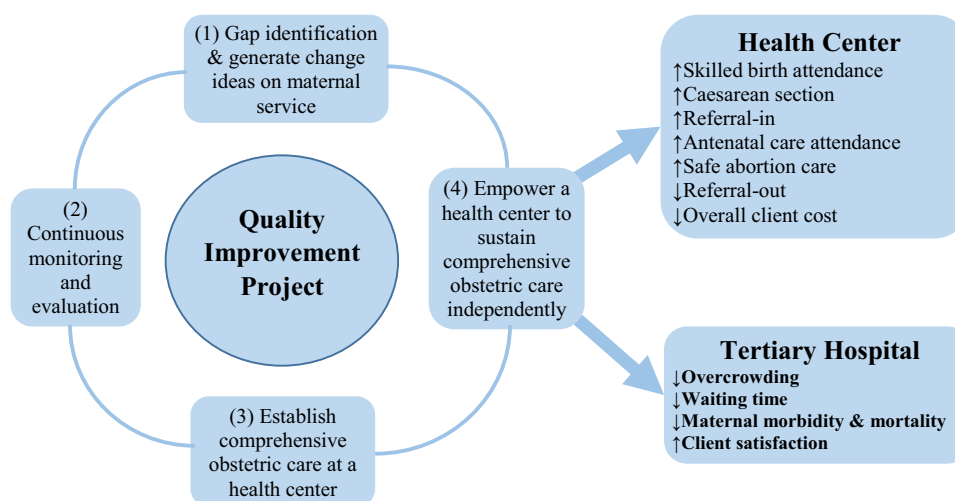 (1) Gap identification
& generate change
ideas on maternal
service
(2)
Continuous
monitoring
and
evaluation
Quality
Improvement
Project
(3) Establish
comprehensive
obstetric care at a
health center
(4) Empower a
health center to
sustain
comprehensive
obstetric care
independently
Health Center
↑Skilled birth attendance
↑Caesarean section
↑Referral-in
↑Antenatal care attendance
↑Safe abortion care
↓Referral-out
↓Overall client cost
Tertiary Hospital
↓Overcrowding
↓Waiting time
↓Maternal morbidity & mortality
↑Client satisfaction